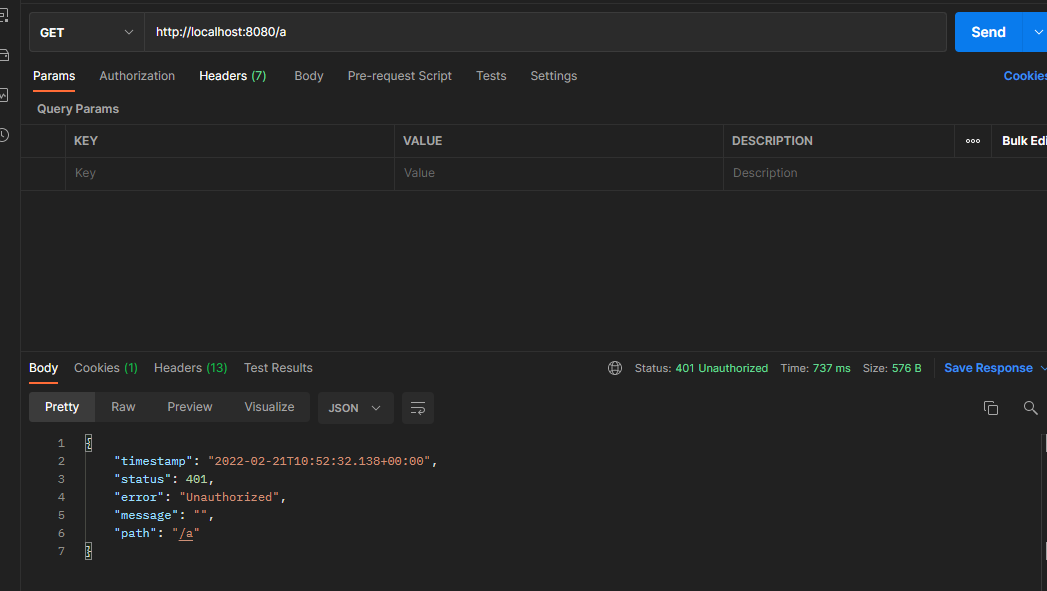 GET http://localhost:8080/a Send
Params Authorization Headers (7) Body Pre-request Script Tests Settings Cookies
Query Params
KEY VALUE DESCRIPTION ooo Bulk Edi
Key Value Description
Body Cookies (1) Headers (13) Test Results Status: 401 Unauthorized Time: 737 ms Size: 576 B Save Response
Pretty Raw Preview Visualize JSON
1 {
2 "timestamp": "2022-02-21T10:52:32.138+00:00",
3 "status": 401,
4 "error": "Unauthorized",
5 "message": "",
6 "path": "/a"
7 }